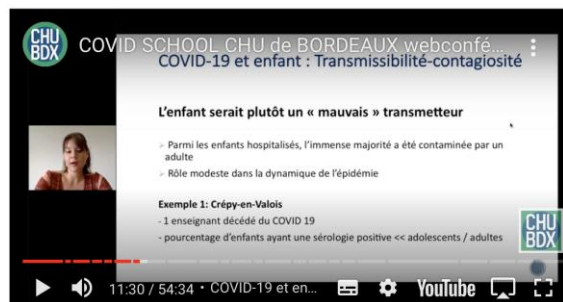 CHU
BDX
COVID SCHOOL CHU de BORDEAUX webconfé...
COVID-19 et enfant : Transmissibilité-contagiosité
L'enfant serait plutôt un « mauvais » transmetteur
➢ Parmi les enfants hospitalisés, l'immense majorité a été contaminée par un
adulte
➢ Rôle modeste dans la dynamique de l'épidémie
Exemple 1: Crépy-en-Valois
- 1 enseignant décédé du COVID 19
- pourcentage d'enfants ayant une sérologie positive << adolescents / adultes
CHU
BDX
11:30 / 54:34 • COVID-19 et en...
YouTube